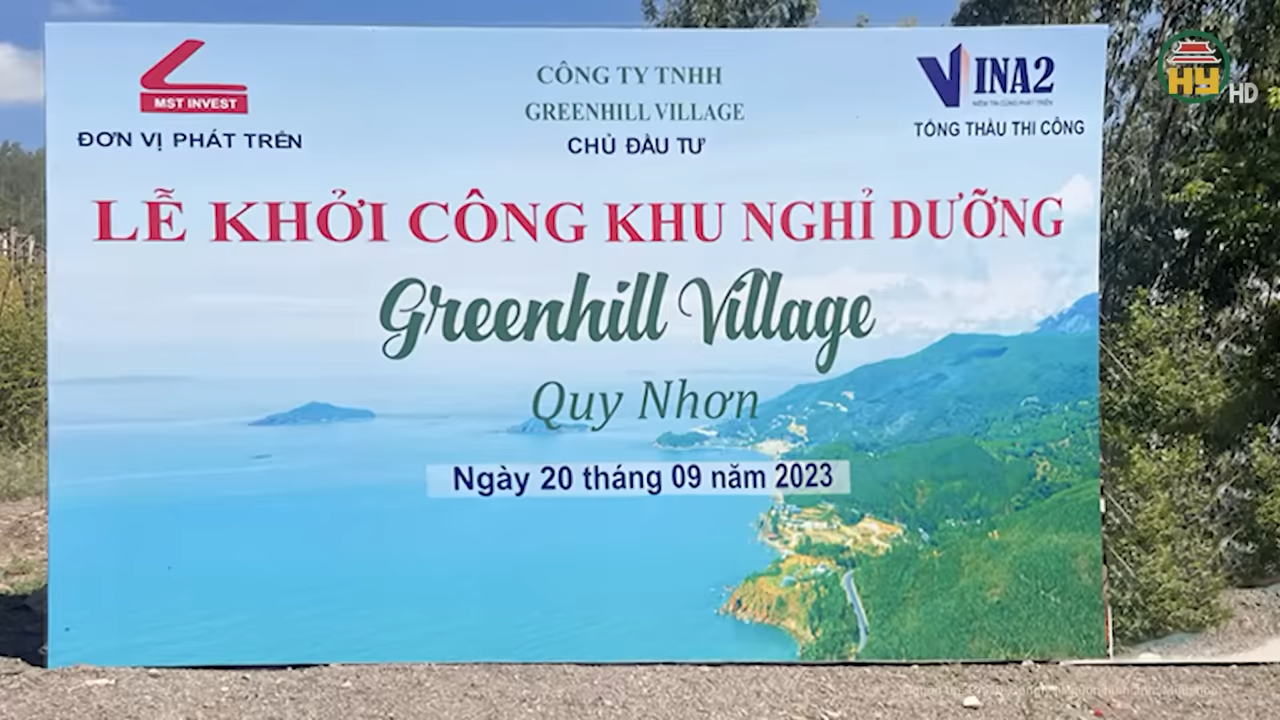 MST INVEST
ĐƠN VỊ PHÁT TRÊN
CÔNG TY TNHH
GREENHILL VILLAGE
CHỦ ĐẦU TƯ
VINA2
NIỀM TIN CÙNG PHÁT TRIỂN
TỔNG THẦU THI CÔNG
HY HD
LỄ KHỞI CÔNG KHU NGHỈ DƯỠNG
Greenhill Village
Quy Nhơn
Ngày 20 tháng 09 năm 2023